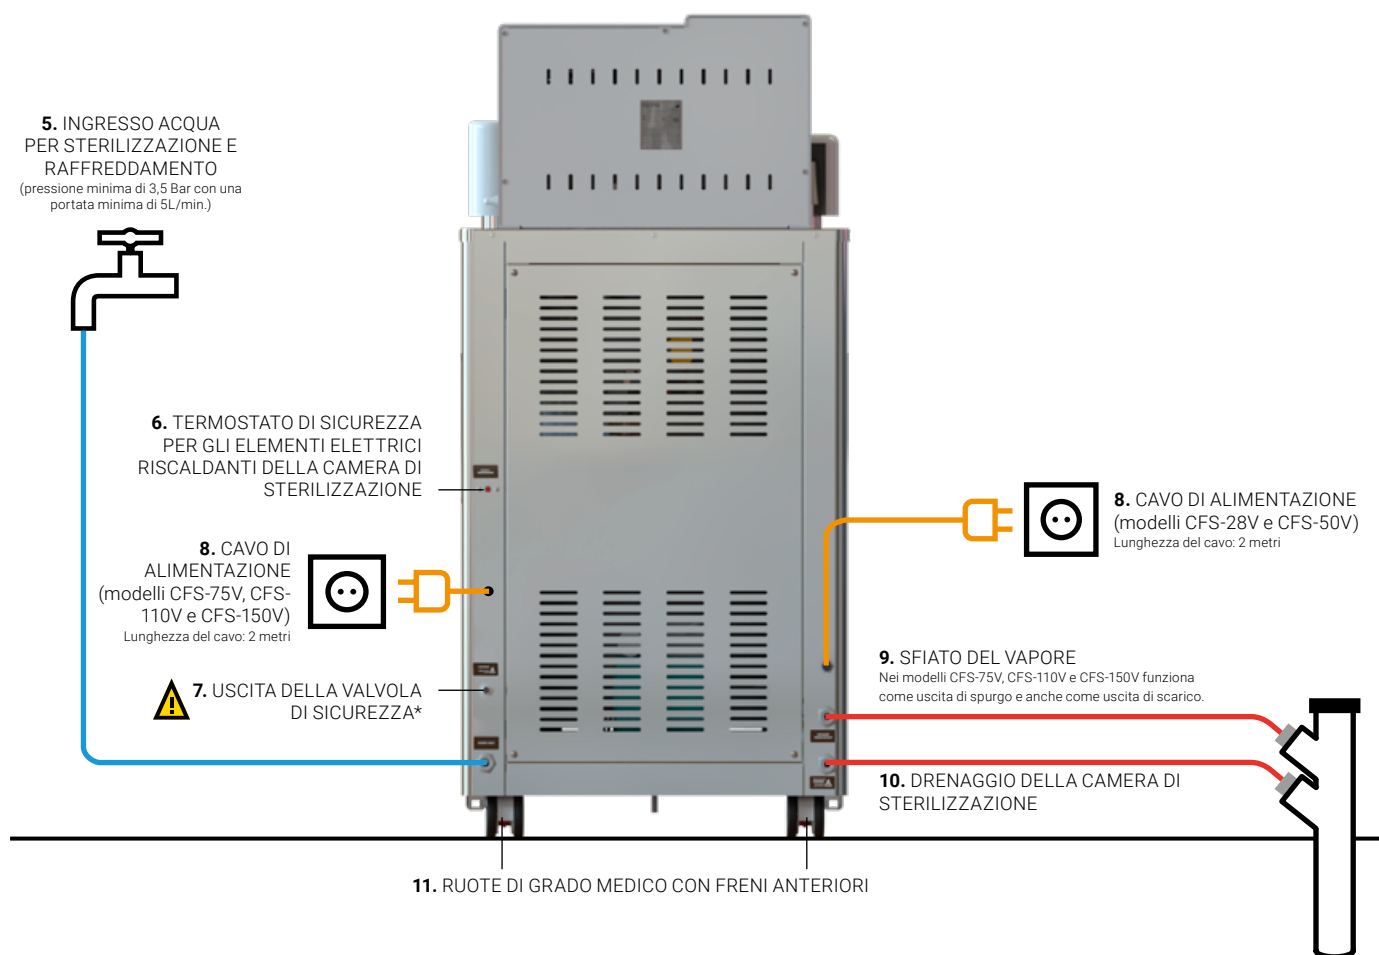 5. INGRESSO ACQUA
PER STERILIZZAZIONE E
RAFFREDDAMENTO
(pressione minima di 3,5 Bar con una
portata minima di 5L/min.)
6. TERMOSTATO DI SICUREZZA
PER GLI ELEMENTI ELETTRICI
RISCALDANTI DELLA CAMERA DI
STERILIZZAZIONE
8. CAVO DI
ALIMENTAZIONE
(modelli CFS-75V, CFS-
110V e CFS-150V)
Lunghezza del cavo: 2 metri
7. USCITA DELLA VALVOLA
DI SICUREZZA*
8. CAVO DI ALIMENTAZIONE
(modelli CFS-28V e CFS-50V)
Lunghezza del cavo: 2 metri
9. SFIATO DEL VAPORE
Nei modelli CFS-75V, CFS-110V e CFS-150V funziona
come uscita di spurgo e anche come uscita di scarico.
10. DRENAGGIO DELLA CAMERA DI
STERILIZZAZIONE
11. RUOTE DI GRADO MEDICO CON FRENI ANTERIORI